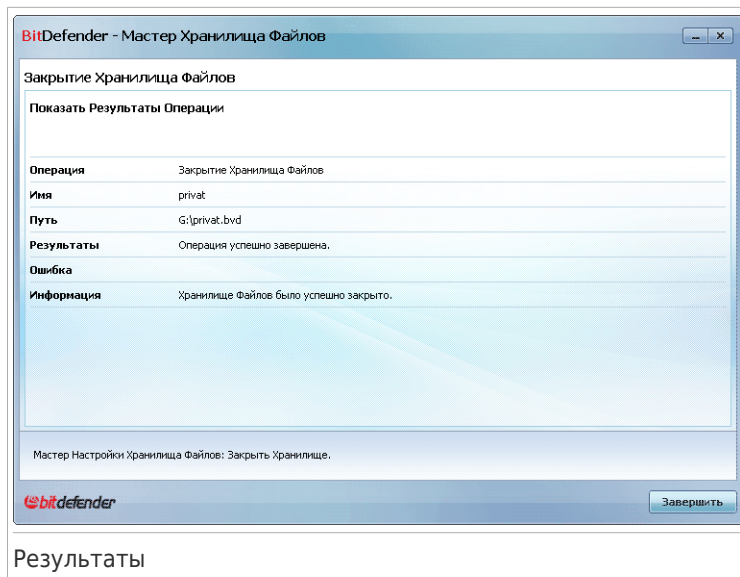 BitDefender - Мастер Хранилища Файлов
Закрытие Хранилища Файлов
Показать Результаты Операции
Операция Закрытие Хранилища Файлов
Имя privat
Путь G:\privat.bvd
Результаты Операция успешно завершена.
Ошибка
Информация Хранилище Файлов было успешно закрыто.
Мастер Настройки Хранилища Файлов: Закрыть Хранилище.
bitdefender
Завершить
Результаты